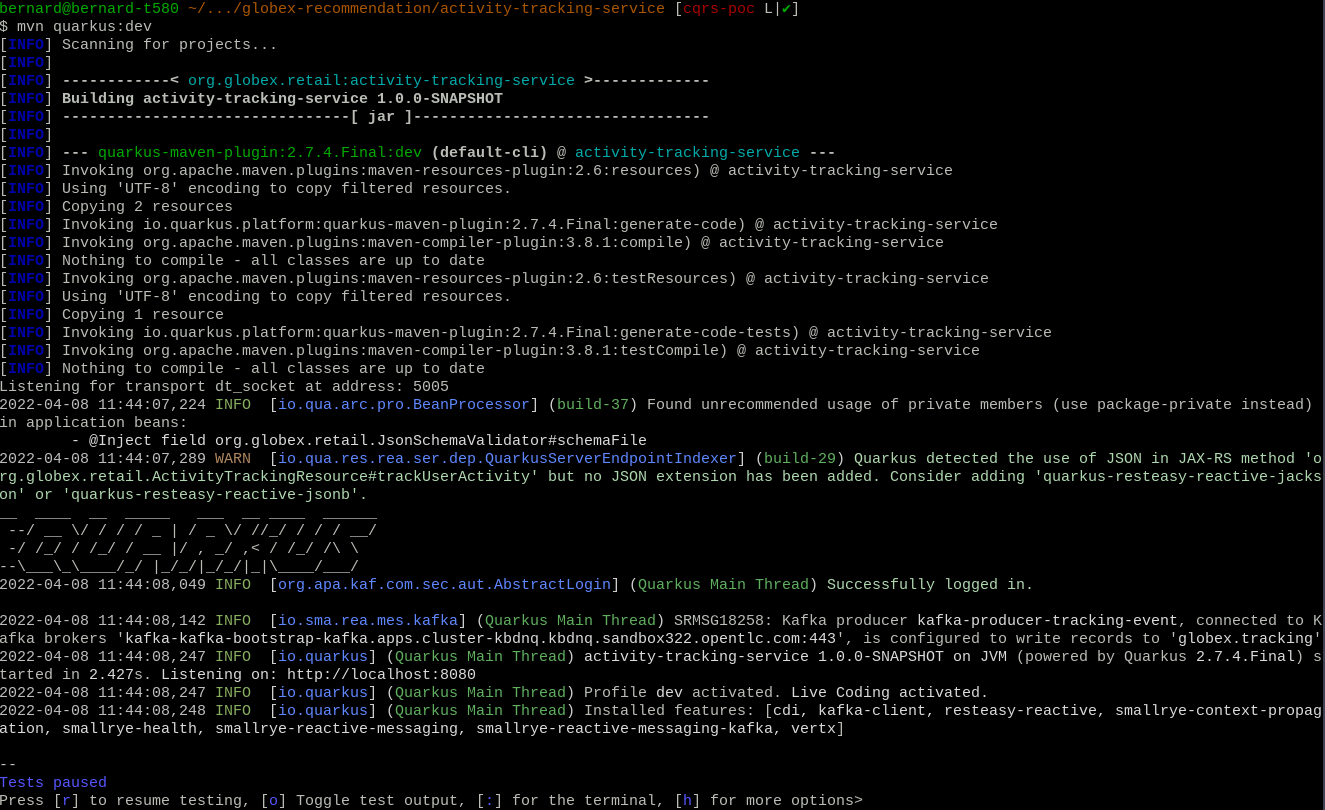 bernard@bernard-t580 ~/.../globex-recommendation/activity-tracking-service [cqrs-poc L|✔]
$ mvn quarkus:dev
[INFO] Scanning for projects...
[INFO]
[INFO] ------------< org.globex.retail:activity-tracking-service >-------------
[INFO] Building activity-tracking-service 1.0.0-SNAPSHOT
[INFO] --------------------------------[ jar ]---------------------------------
[INFO]
[INFO] --- quarkus-maven-plugin:2.7.4.Final:dev (default-cli) @ activity-tracking-service ---
[INFO] Invoking org.apache.maven.plugins:maven-resources-plugin:2.6:resources) @ activity-tracking-service
[INFO] Using 'UTF-8' encoding to copy filtered resources.
[INFO] Copying 2 resources
[INFO] Invoking io.quarkus.platform:quarkus-maven-plugin:2.7.4.Final:generate-code) @ activity-tracking-service
[INFO] Invoking org.apache.maven.plugins:maven-compiler-plugin:3.8.1:compile) @ activity-tracking-service
[INFO] Nothing to compile - all classes are up to date
[INFO] Invoking org.apache.maven.plugins:maven-resources-plugin:2.6:testResources) @ activity-tracking-service
[INFO] Using 'UTF-8' encoding to copy filtered resources.
[INFO] Copying 1 resource
[INFO] Invoking io.quarkus.platform:quarkus-maven-plugin:2.7.4.Final:generate-code-tests) @ activity-tracking-service
[INFO] Invoking org.apache.maven.plugins:maven-compiler-plugin:3.8.1:testCompile) @ activity-tracking-service
[INFO] Nothing to compile - all classes are up to date
Listening for transport dt_socket at address: 5005
2022-04-08 11:44:07,224 INFO  [io.qua.arc.pro.BeanProcessor] (build-37) Found unrecommended usage of private members (use package-private instead)
in application beans:
        - @Inject field org.globex.retail.JsonSchemaValidator#schemaFile
2022-04-08 11:44:07,289 WARN  [io.qua.res.rea.ser.dep.QuarkusServerEndpointIndexer] (build-29) Quarkus detected the use of JSON in JAX-RS method 'o
rg.globex.retail.ActivityTrackingResource#trackUserActivity' but no JSON extension has been added. Consider adding 'quarkus-resteasy-reactive-jacks
on' or 'quarkus-resteasy-reactive-jsonb'.
__  ____  __  _____   ___  __ ____  ______
 --/ __ \/ / / / _ | / _ \/ //_/ / / / __/
 -/ /_/ / /_/ / __ |/ , _/ ,< / /_/ /\ \
--\___\_\____/_/ |_/_/|_/_/|_|\____/___/
2022-04-08 11:44:08,049 INFO  [org.apa.kaf.com.sec.aut.AbstractLogin] (Quarkus Main Thread) Successfully logged in.
2022-04-08 11:44:08,142 INFO  [io.sma.rea.mes.kafka] (Quarkus Main Thread) SRMSG18258: Kafka producer kafka-producer-tracking-event, connected to K
afka brokers 'kafka-kafka-bootstrap-kafka.apps.cluster-kbdnq.kbdnq.sandbox322.opentlc.com:443', is configured to write records to 'globex.tracking'
2022-04-08 11:44:08,247 INFO  [io.quarkus] (Quarkus Main Thread) activity-tracking-service 1.0.0-SNAPSHOT on JVM (powered by Quarkus 2.7.4.Final) s
tarted in 2.427s. Listening on: http://localhost:8080
2022-04-08 11:44:08,247 INFO  [io.quarkus] (Quarkus Main Thread) Profile dev activated. Live Coding activated.
2022-04-08 11:44:08,248 INFO  [io.quarkus] (Quarkus Main Thread) Installed features: [cdi, kafka-client, resteasy-reactive, smallrye-context-propag
ation, smallrye-health, smallrye-reactive-messaging, smallrye-reactive-messaging-kafka, vertx]
--
Tests paused
Press [r] to resume testing, [o] Toggle test output, [:] for the terminal, [h] for more options>